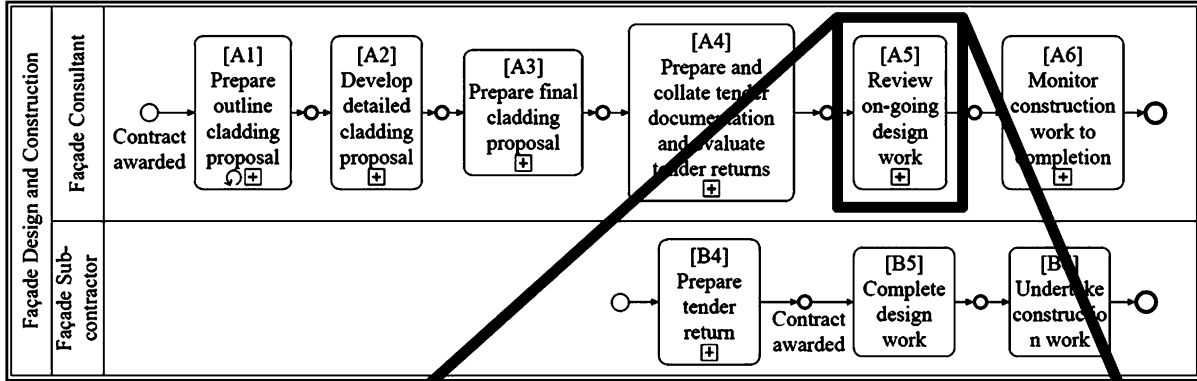 Façade Design and Construction
Façade Consultant
Contract
awarded
[A1]
Prepare
outline
cladding
proposal
[A2]
Develop
detailed
cladding
proposal
[A3]
Prepare final
cladding
proposal
[A4]
Prepare and
collate tender
documentation
and evaluate
tender returns
[A5]
Review
on-going
design
work
[A6]
Monitor
construction
work to
completion
Façade Sub-
contractor
[B4]
Prepare
tender
return
Contract
awarded
[B5]
Complete
design
work
Undertake
constructio
n work